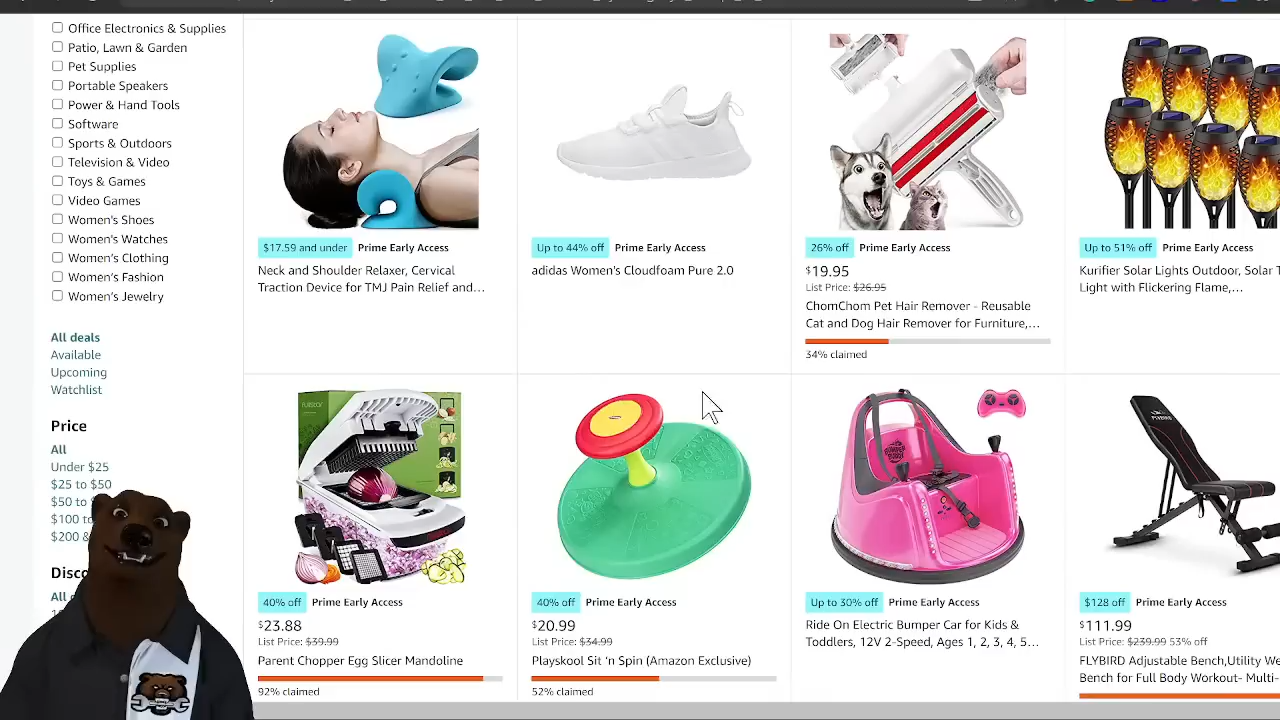 Office Electronics & Supplies
Patio, Lawn & Garden
Pet Supplies
Portable Speakers
Power & Hand Tools
Software
Sports & Outdoors
Television & Video
Toys & Games
Video Games
Women's Shoes
Women's Watches
Women's Clothing
Women's Fashion
Women's Jewelry
All deals
Available
Upcoming
Watchlist
Price
All
Under $25
$25 to $50
$50 to
$100 to
$200 &
Disco
All
$17.59 and under Prime Early Access
Neck and Shoulder Relaxer, Cervical
Traction Device for TMJ Pain Relief and…
Up to 44% off Prime Early Access
adidas Women's Cloudfoam Pure 2.0
26% off Prime Early Access
$19.95
List Price: $26.95
ChomChom Pet Hair Remover - Reusable
Cat and Dog Hair Remover for Furniture,…
34% claimed
Up to 51% off Prime Early Access
Kurifier Solar Lights Outdoor, Solar T
Light with Flickering Flame,…
40% off Prime Early Access
$23.88
List Price: $39.99
Parent Chopper Egg Slicer Mandoline
92% claimed
40% off Prime Early Access
$20.99
List Price: $34.99
Playskool Sit 'n Spin (Amazon Exclusive)
52% claimed
Up to 30% off Prime Early Access
Ride On Electric Bumper Car for Kids &
Toddlers, 12V 2-Speed, Ages 1, 2, 3, 4, 5…
$128 off Prime Early Access
$111.99
List Price: $239.99 53% off
FLYBIRD Adjustable Bench,Utility We
Bench for Full Body Workout- Multi-